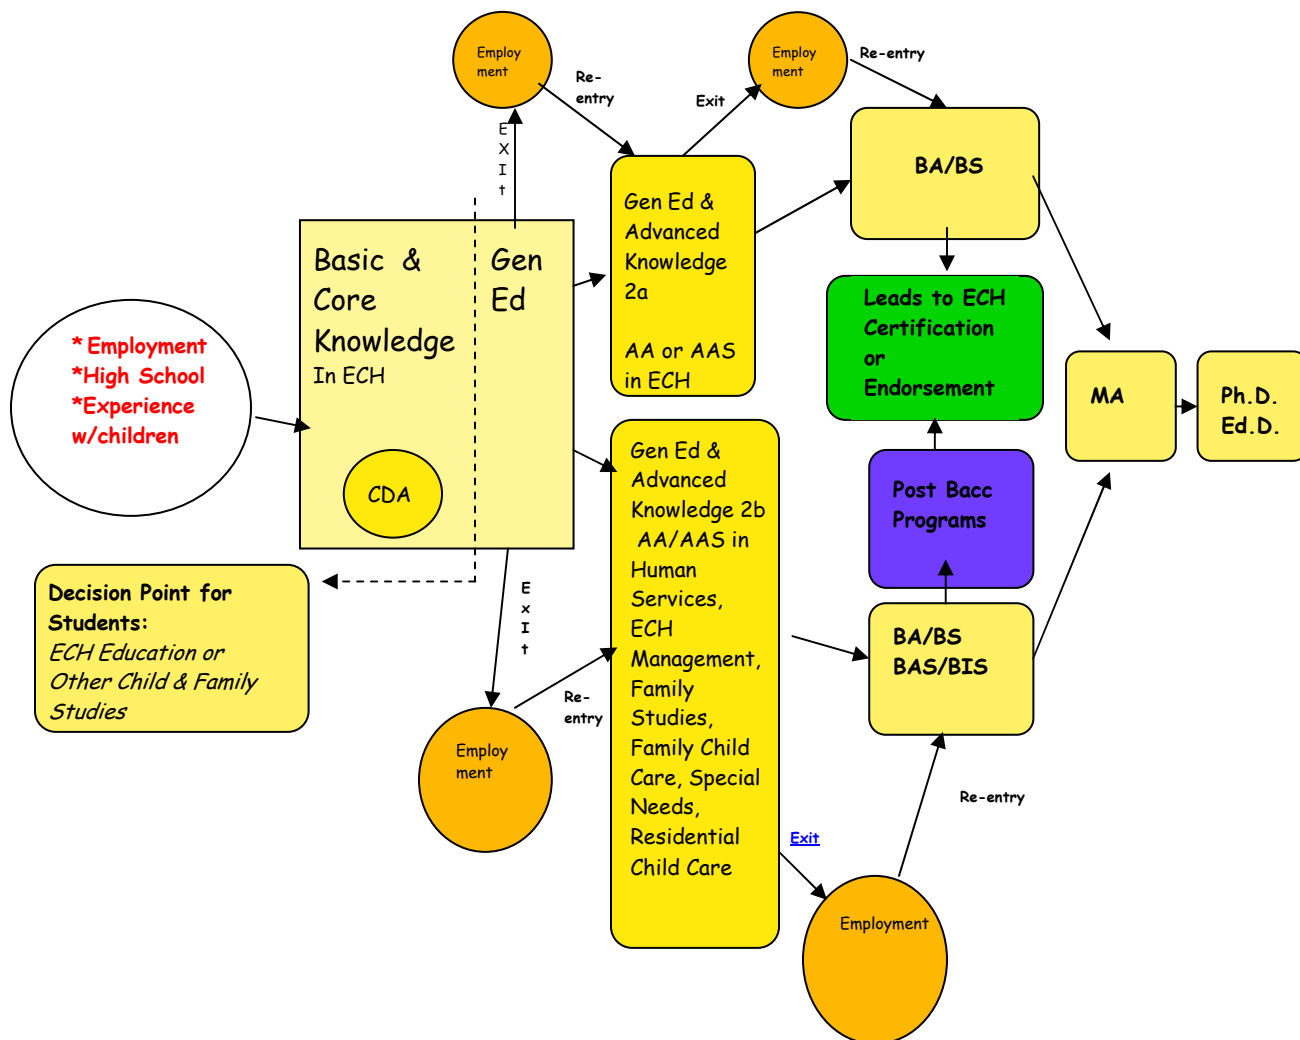 Employ
ment
Re-
entry
E
X
I
t
Exit
Employ
ment
Re-entry
BA/BS
Gen Ed &
Advanced
Knowledge
2a
AA or AAS
in ECH
Basic &
Core
Knowledge
In ECH
Gen
Ed
CDA
* Employment
*High School
*Experience
w/children
Leads to ECH
Certification
or
Endorsement
MA
Ph.D.
Ed.D.
Gen Ed &
Advanced
Knowledge 2b
AA/AAS in
Human
Services,
ECH
Management,
Family
Studies,
Family Child
Care, Special
Needs,
Residential
Child Care
Post Bacc
Programs
BA/BS
BAS/BIS
Decision Point for
Students:
ECH Education or
Other Child & Family
Studies
E
x
I
t
Re-
entry
Employ
ment
Exit
Re-entry
Employment